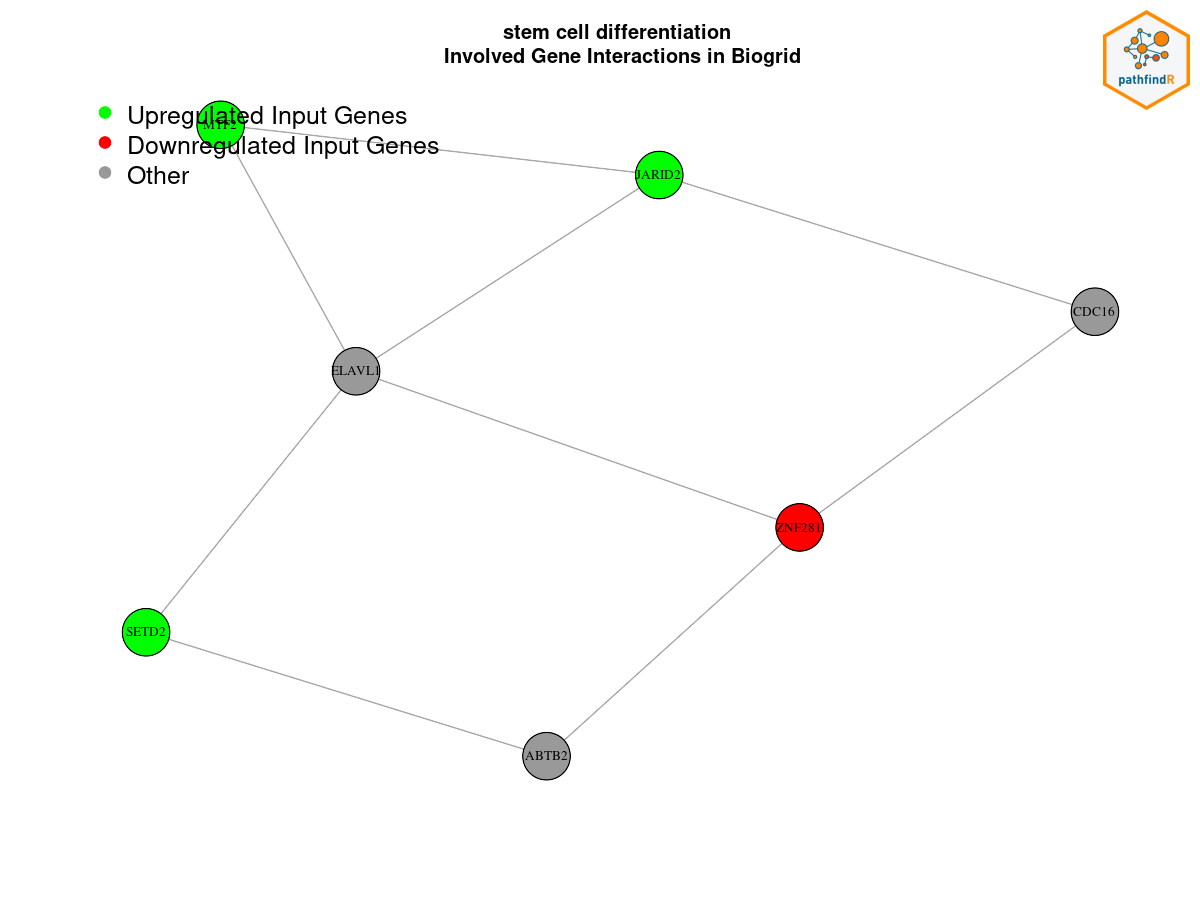 stem cell differentiation
Involved Gene Interactions in Biogrid
pathfindR
Upregulated Input Genes
MTF2
Downregulated Input Genes
Other
JARID2
CDC16
ELAVL1
ZNF281
SETD2
ABTB2